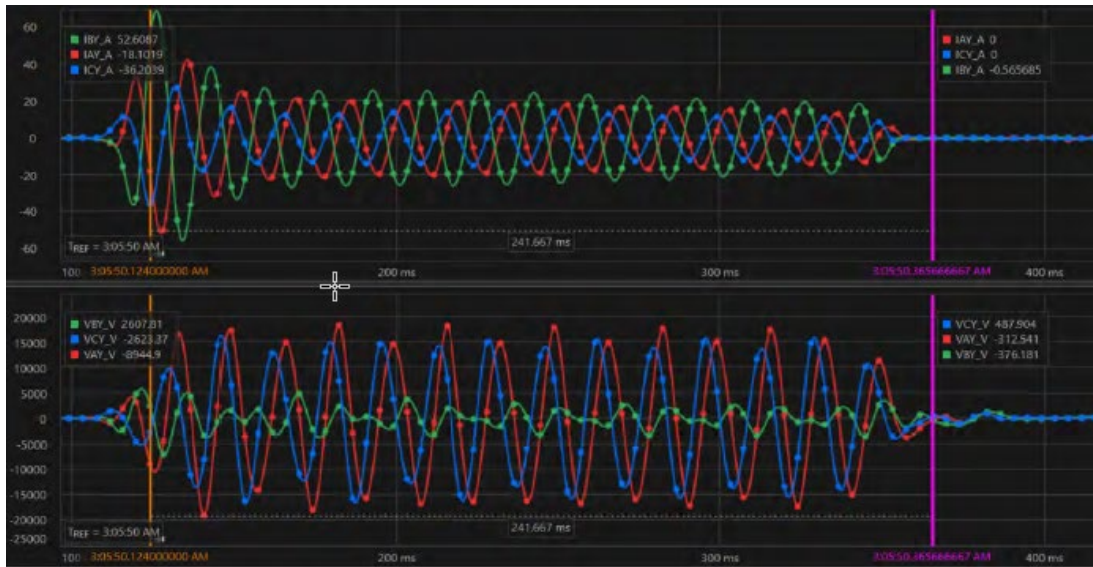 60
40
20
0
-20
-40
-60
IBY_A 52.6087
IAY_A -18.1019
ICY_A -36.2039
IAY_A 0
ICY_A 0
IBY_A -0.565685
TREF = 3:05:50 AM
241.667 ms
100 3:05:50.124000000 AM 200 ms 300 ms 3:05:50.365666667 AM 400 ms
20000
10000
5000
0
-5000
-10000
-15000
-20000
-25000
VBY_V 2607.81
VCY_V -2623.37
VAY_V -8944.9
VCY_V 487.904
VAY_V -312.541
VBY_V -376.181
TREF = 3:05:50 AM
241.667 ms
100 3:05:50.124000000 AM 200 ms 300 ms 3:05:50.365666667 AM 400 ms